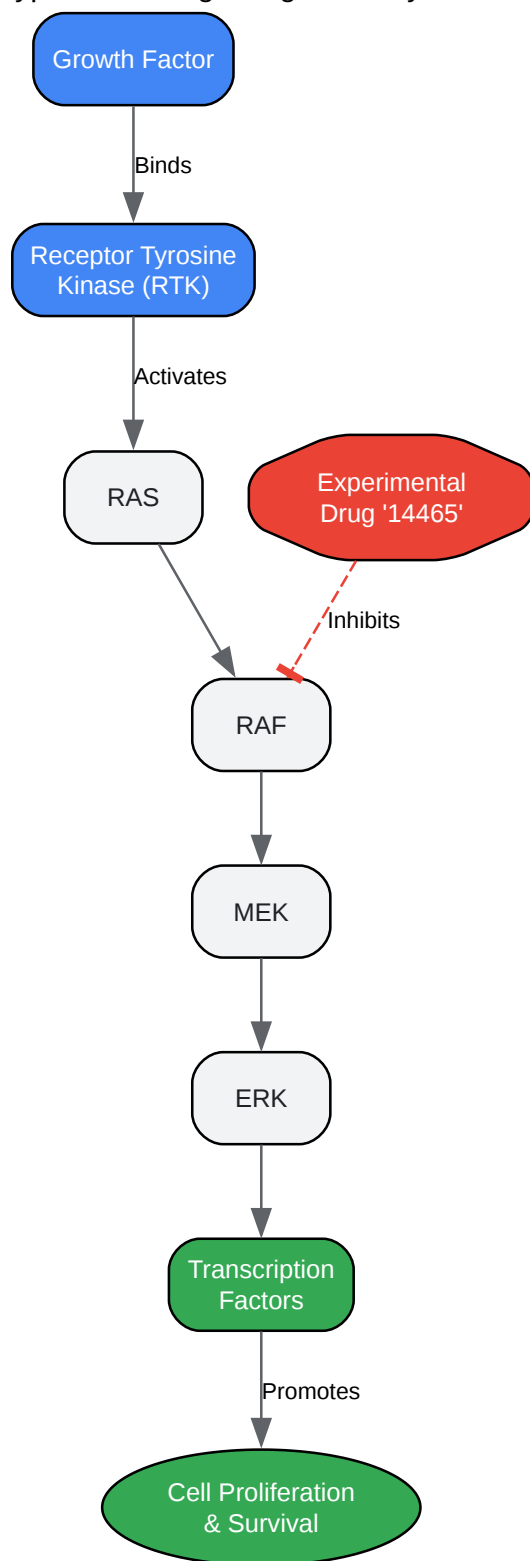 Growth Factor
Binds
Receptor Tyrosine
Kinase (RTK)
Activates
RAS
Experimental
Drug '14465'
Inhibits
RAF
MEK
ERK
Transcription
Factors
Promotes
Cell Proliferation
& Survival